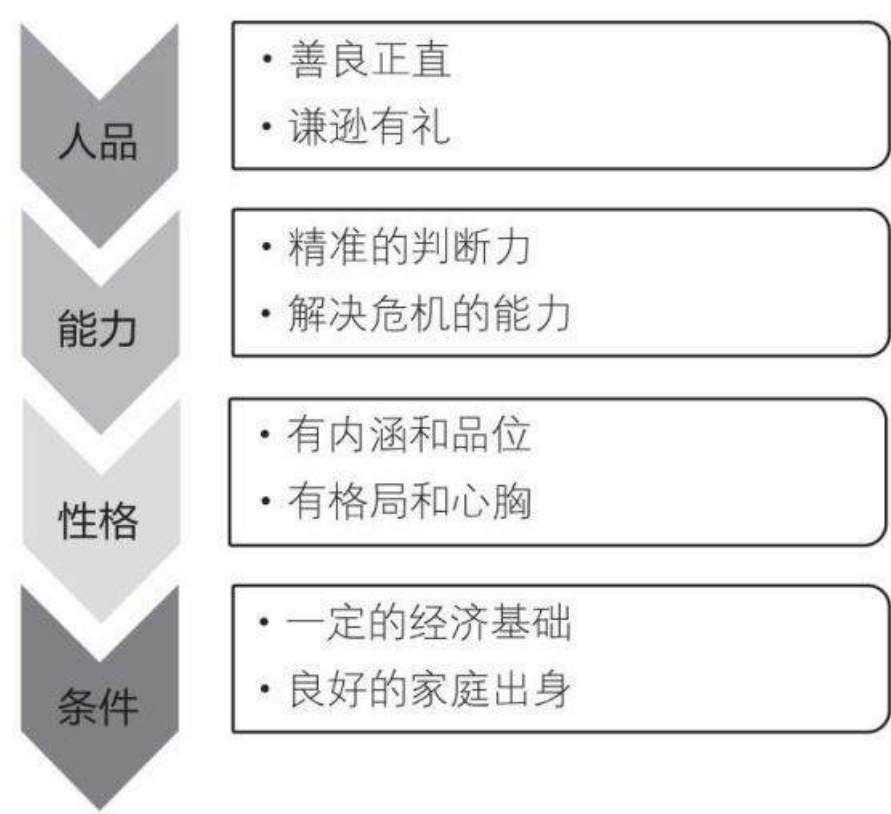 人品
• 善良正直
• 谦逊有礼
能力
• 精准的判断力
• 解决危机的能力
性格
• 有内涵和品位
• 有格局和心胸
条件
• 一定的经济基础
• 良好的家庭出身